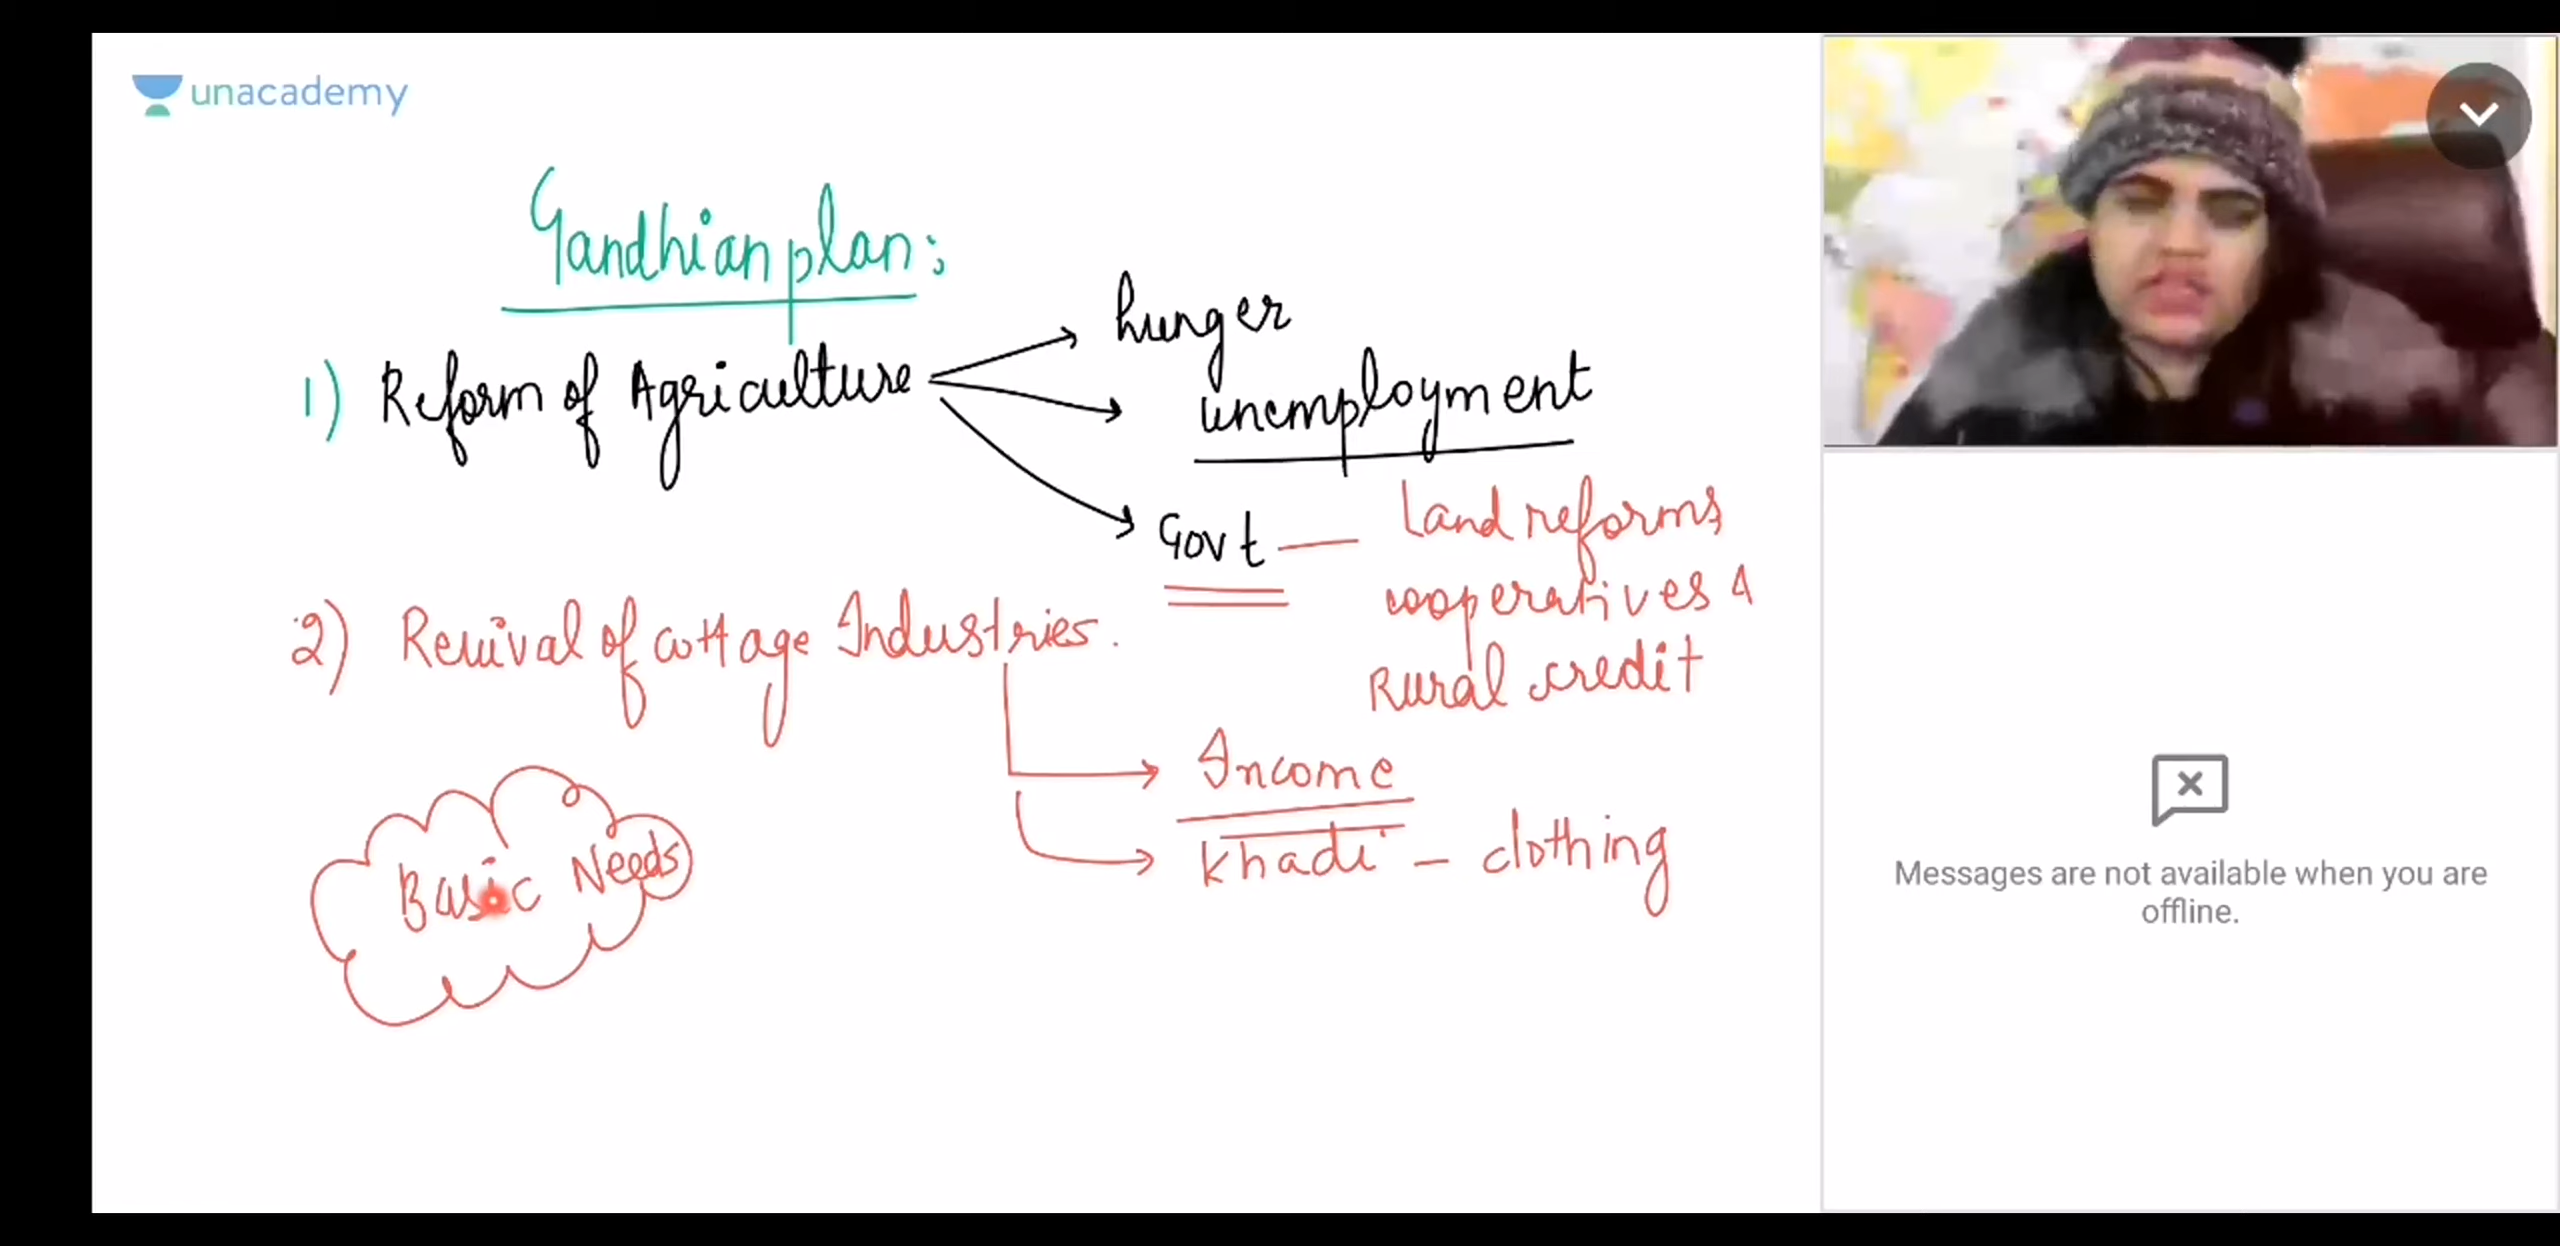 unacademy
Gandhian plan:
1) Reform of Agriculture
hunger
unemployment
Govt — Land reforms,
cooperatives &
Rural credit
2) Revival of cottage Industries.
Income
Khadi — clothing
Basic Needs
Messages are not available when you are
offline.